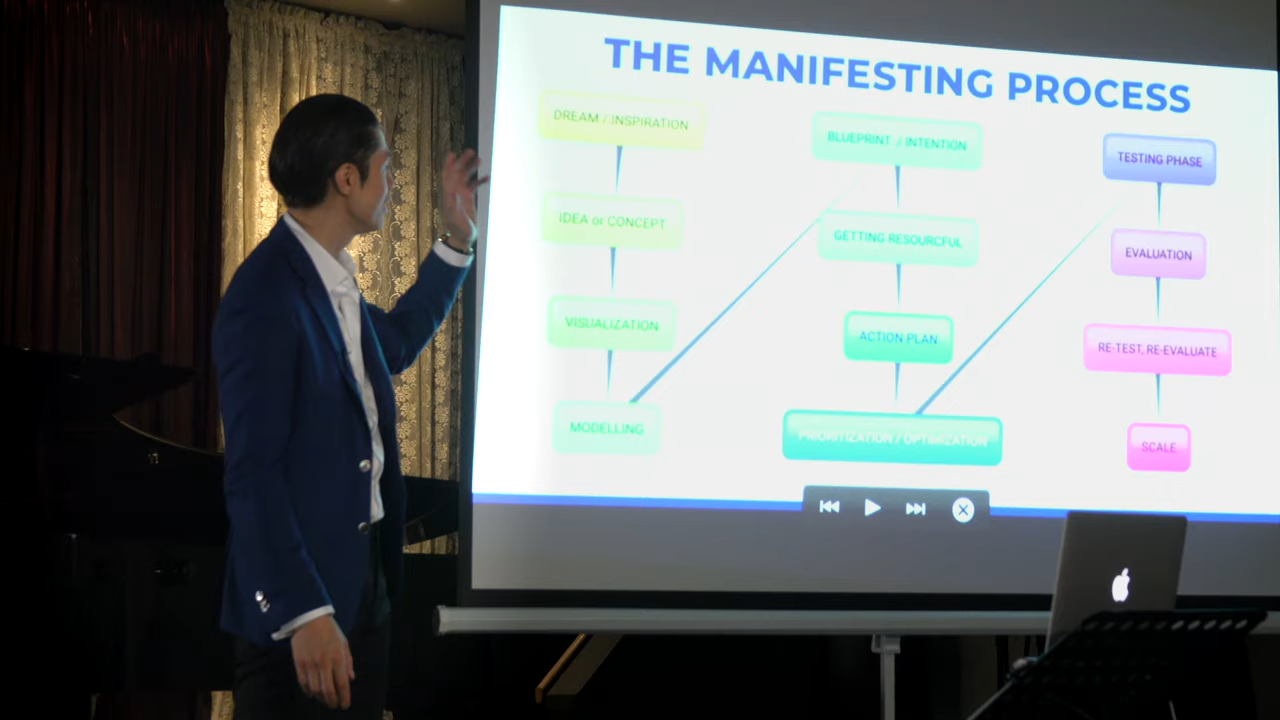 THE MANIFESTING PROCESS
DREAM / INSPIRATION
IDEA or CONCEPT
VISUALIZATION
MODELLING
BLUEPRINT / INTENTION
GETTING RESOURCFUL
ACTION PLAN
PRIORITIZATION / OPTIMIZATION
TESTING PHASE
EVALUATION
RE-TEST, RE-EVALUATE
SCALE